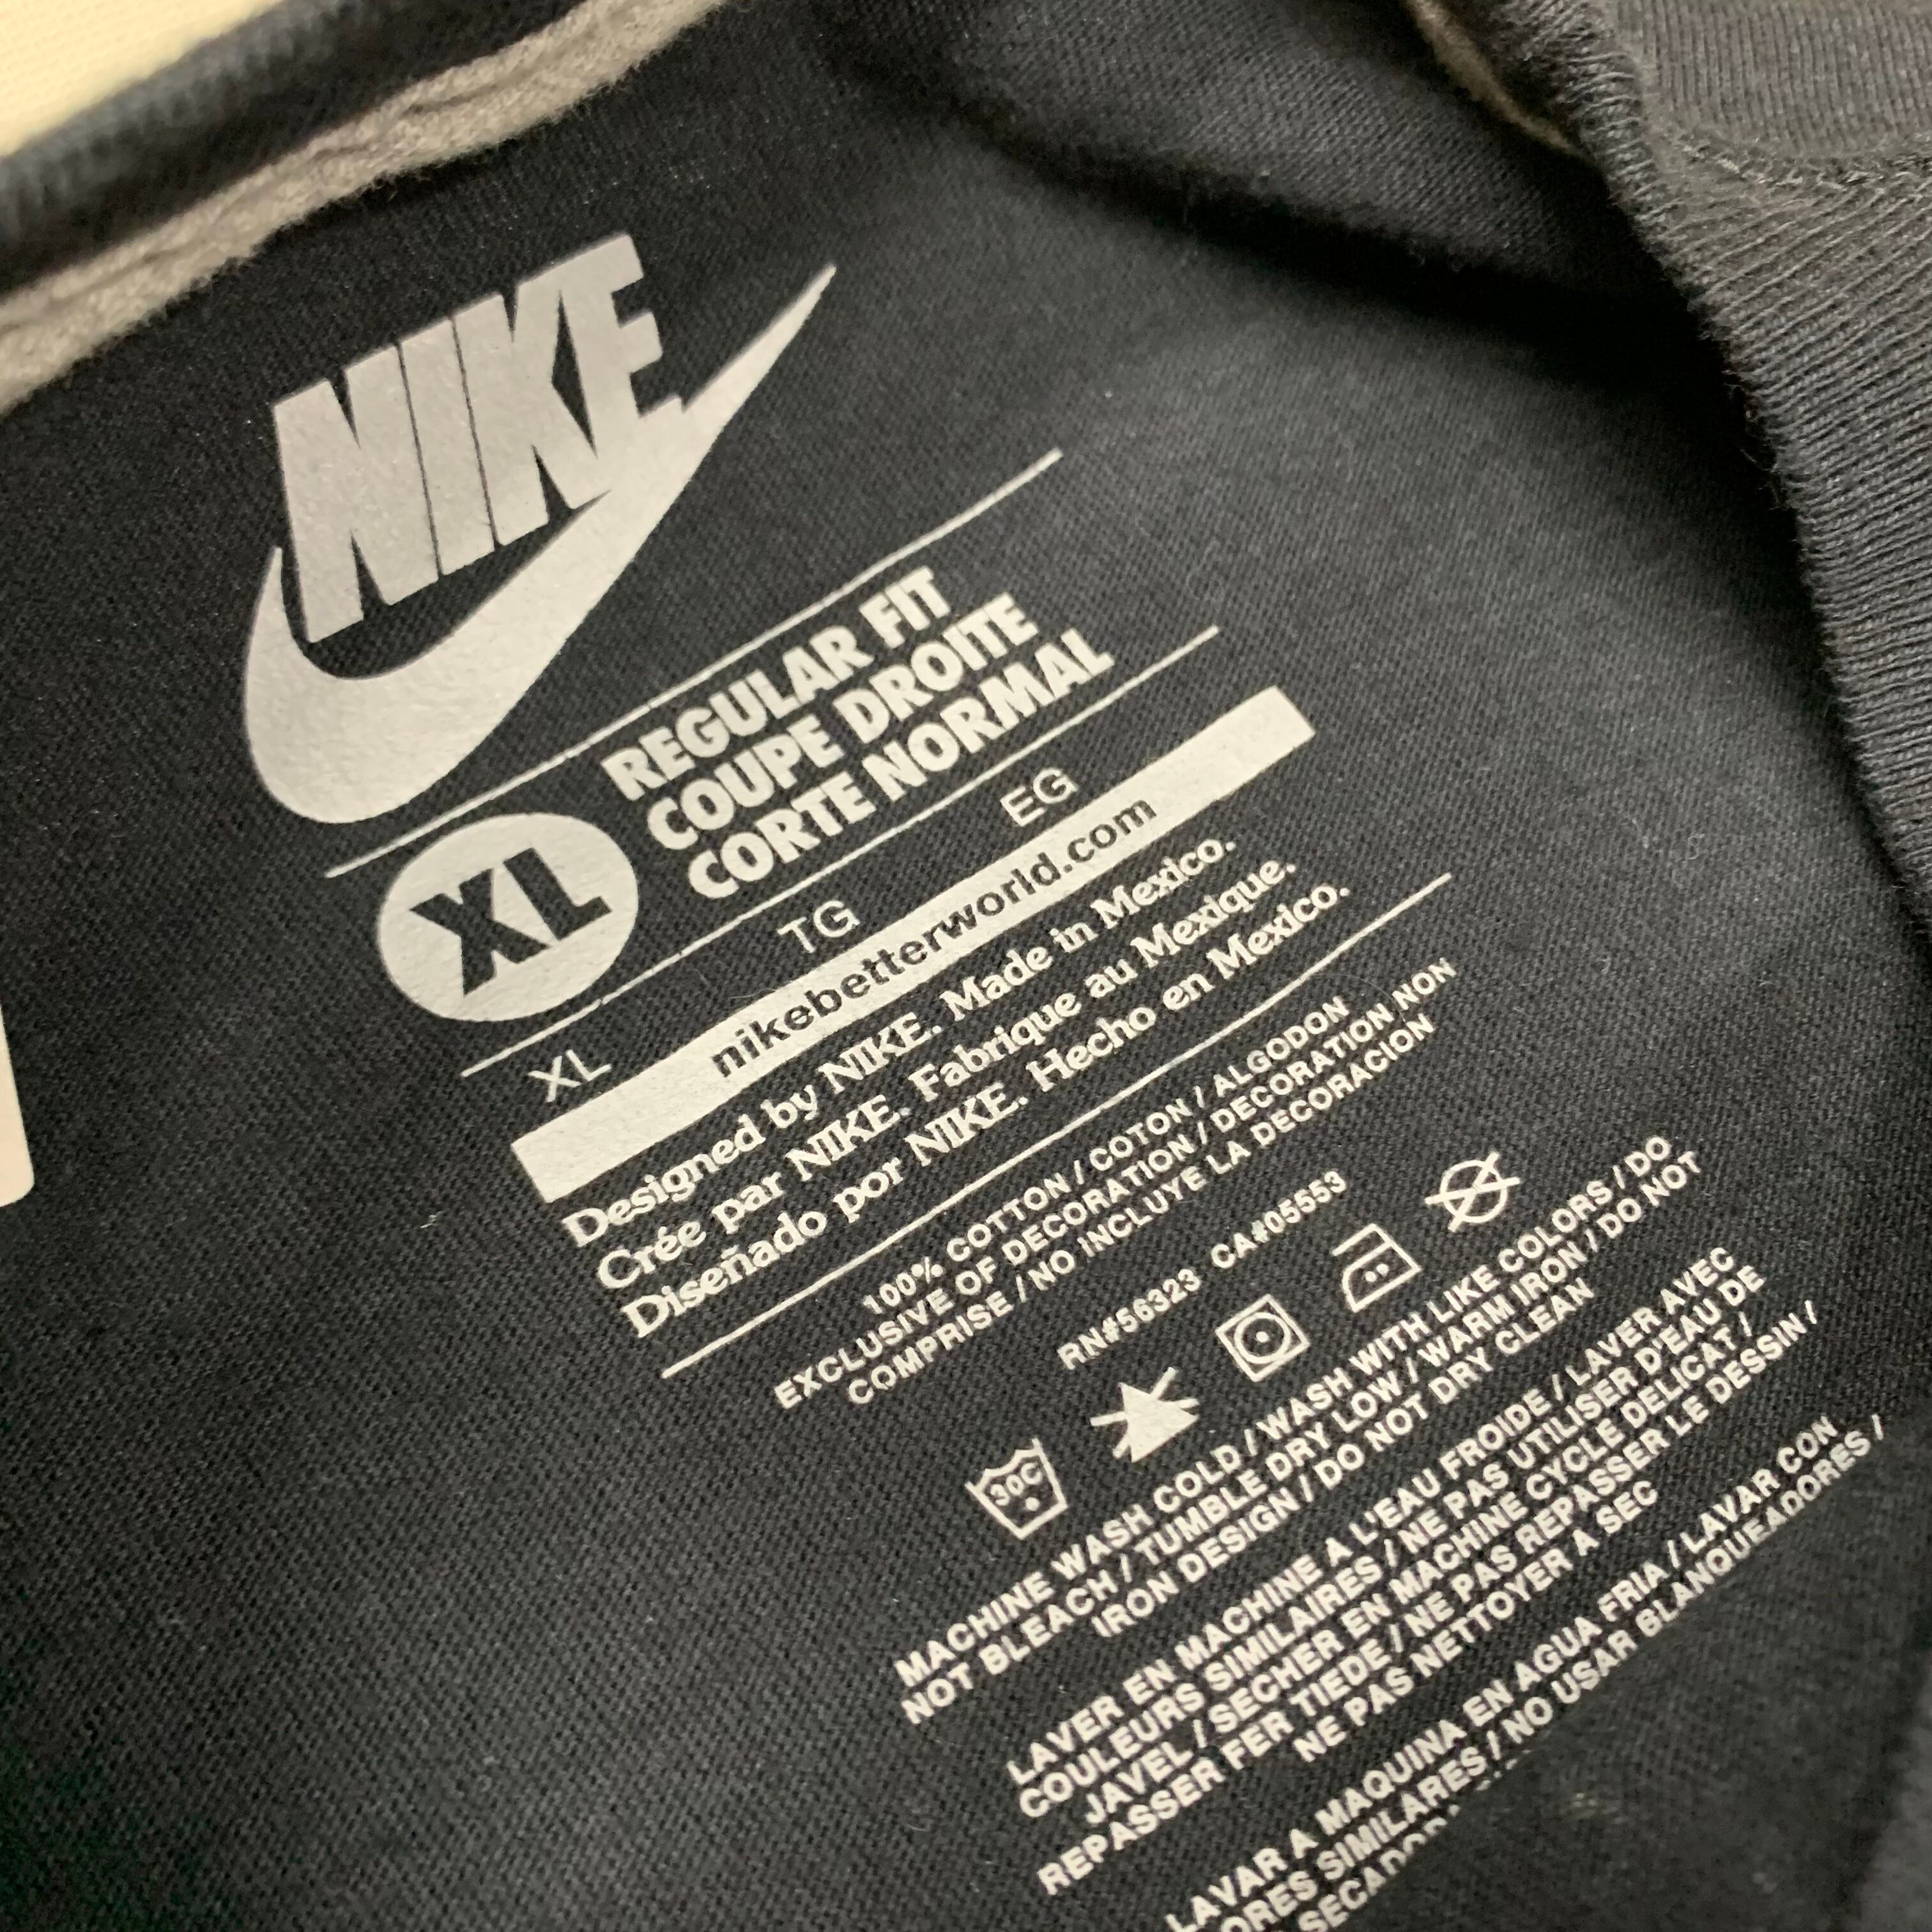 NIKE
XL
REGULAR FIT
COUPE DROITE
CORTE NORMAL
XL TG EG
nikebetterworld.com
Designed by NIKE. Made in Mexico.
Crée par NIKE. Fabrique au Mexique.
Diseñado por NIKE. Hecho en Mexico.
100% COTTON / COTON / ALGODON
EXCLUSIVE OF DECORATION / DECORATION NON
COMPRISE / NO INCLUYE LA DECORACION
RN#56323 CA#05553
30C
MACHINE WASH COLD / WASH WITH LIKE COLORS / DO
NOT BLEACH / TUMBLE DRY LOW / WARM IRON / DO NOT
IRON DESIGN / DO NOT DRY CLEAN
LAVER EN MACHINE A L'EAU FROIDE / LAVER AVEC
COULEURS SIMILAIRES / NE PAS UTILISER D'EAU DE
JAVEL / SECHER EN MACHINE CYCLE DELICAT /
REPASSER FER TIEDE / NE PAS REPASSER LE DESSIN /
NE PAS NETTOYER A SEC
LAVAR A MAQUINA EN AGUA FRIA / LAVAR CON
ORES SIMILARES / NO USAR BLANQUEADORES /